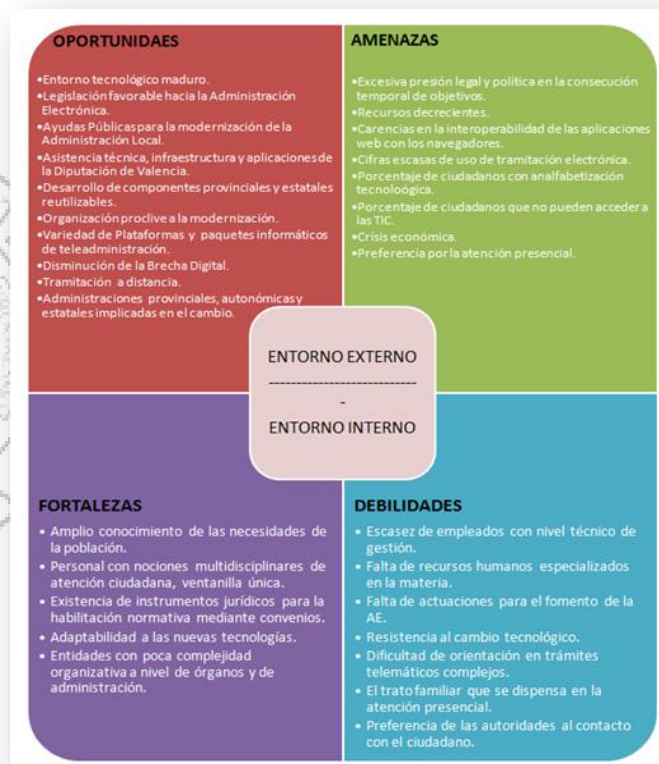 OPORTUNIDAES
•Entorno tecnológico maduro.
•Legislación favorable hacia la Administración
Electrónica.
•Ayudas Públicas para la modernización de la
Administración Local.
•Asistencia técnica, infraestructura y aplicaciones de
la Diputación de Valencia.
•Desarrollo de componentes provinciales y estatales
reutilizables.
•Organización proclive a la modernización.
•Variedad de Plataformas y paquetes informáticos
de teleadministración.
•Disminución de la Brecha Digital.
•Tramitación a distancia.
•Administraciones provinciales, autonómicas y
estatales implicadas en el cambio.
AMENAZAS
•Excesiva presión legal y política en la consecución
temporal de objetivos.
•Recursos decrecientes.
•Carencias en la interoperabilidad de las aplicaciones
web con los navegadores.
•Cifras escasas de uso de tramitación electrónica.
•Porcentaje de ciudadanos con analfabetización
tecnoloógica.
•Porcentaje de ciudadanos que no pueden acceder a
las TIC.
•Crisis económica.
•Preferencia por la atención presencial.
ENTORNO EXTERNO
---------------------------
-
ENTORNO INTERNO
FORTALEZAS
• Amplio conocimiento de las necesidades de
la población.
• Personal con nociones multidisciplinares de
atención ciudadana, ventanilla única.
• Existencia de instrumentos jurídicos para la
habilitación normativa mediante convenios.
• Adaptabilidad a las nuevas tecnologías.
• Entidades con poca complejidad
organizativa a nivel de órganos y de
administración.
DEBILIDADES
• Escasez de empleados con nivel técnico de
gestión.
• Falta de recursos humanos especializados
en la materia.
• Falta de actuaciones para el fomento de la
AE.
• Resistencia al cambio tecnológico.
• Dificultad de orientación en trámites
telemáticos complejos.
• El trato familiar que se dispensa en la
atención presencial.
• Preferencia de las autoridades al contacto
con el ciudadano.